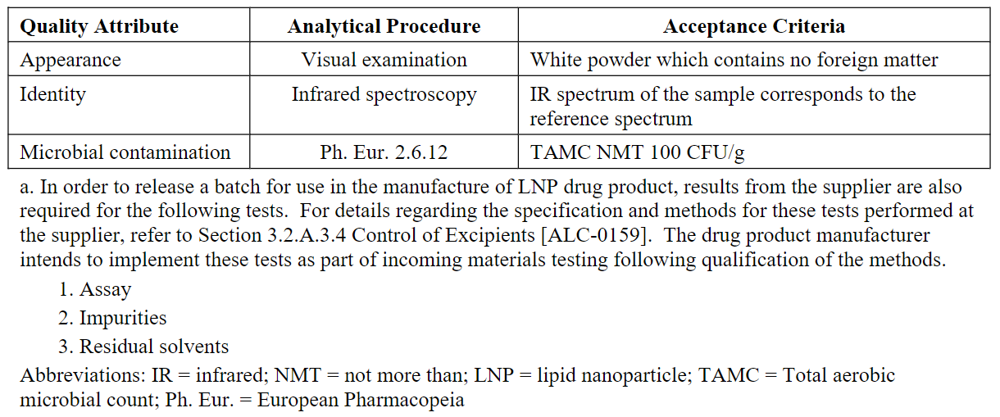 Quality Attribute Analytical Procedure Acceptance Criteria
Appearance Visual examination White powder which contains no foreign matter
Identity Infrared spectroscopy IR spectrum of the sample corresponds to the
reference spectrum
Microbial contamination Ph. Eur. 2.6.12 TAMC NMT 100 CFU/g
a. In order to release a batch for use in the manufacture of LNP drug product, results from the supplier are also
required for the following tests.  For details regarding the specification and methods for these tests performed at
the supplier, refer to Section 3.2.A.3.4 Control of Excipients [ALC-0159].  The drug product manufacturer
intends to implement these tests as part of incoming materials testing following qualification of the methods.
1. Assay
2. Impurities
3. Residual solvents
Abbreviations: IR = infrared; NMT = not more than; LNP = lipid nanoparticle; TAMC = Total aerobic
microbial count; Ph. Eur. = European Pharmacopeia